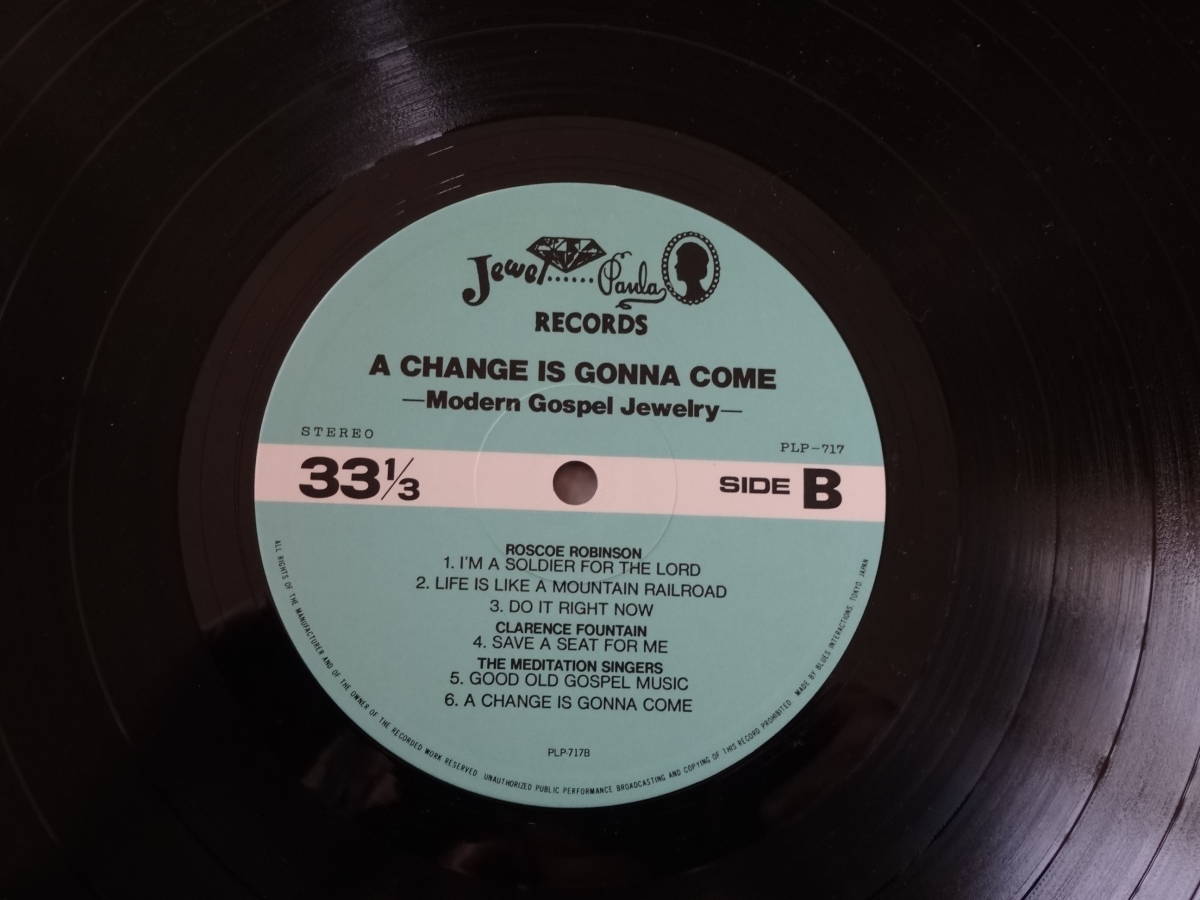 Jewel...... Paula
RECORDS
A CHANGE IS GONNA COME
—Modern Gospel Jewelry—
STEREO
PLP-717
33 1/3
SIDE B
ROSCOE ROBINSON
1. I'M A SOLDIER FOR THE LORD
2. LIFE IS LIKE A MOUNTAIN RAILROAD
3. DO IT RIGHT NOW
CLARENCE FOUNTAIN
4. SAVE A SEAT FOR ME
THE MEDITATION SINGERS
5. GOOD OLD GOSPEL MUSIC
6. A CHANGE IS GONNA COME
PLP-717B
ALL RIGHTS OF THE MANUFACTURER AND OF THE OWNER OF THE RECORDED WORK RESERVED. UNAUTHORIZED PUBLIC PERFORMANCE BROADCASTING AND COPYING OF THIS RECORD PROHIBITED. MADE BY BLUES INTERACTIONS TOKYO JAPAN